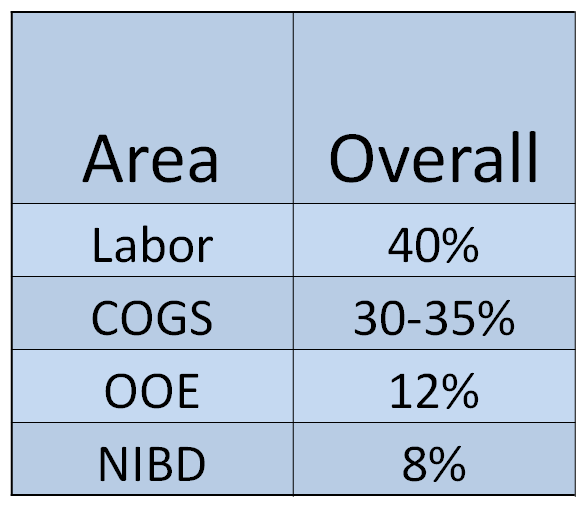 Area Overall
Labor 40%
COGS 30-35%
OOE 12%
NIBD 8%